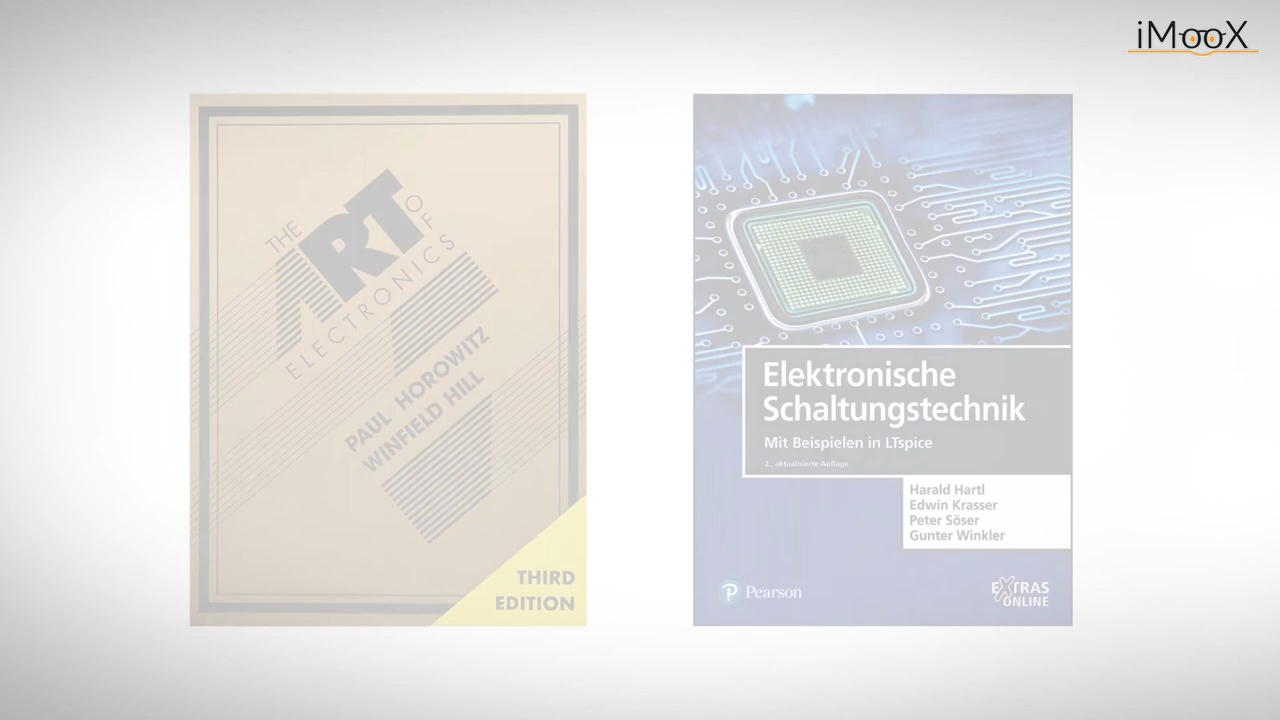 iMooX
THE
ART
OF
ELECTRONICS
PAUL HOROWITZ
WINFIELD HILL
THIRD
EDITION
Elektronische
Schaltungstechnik
Mit Beispielen in LTspice
2., aktualisierte Auflage
Harald Hartl
Edwin Krasser
Peter Söser
Gunter Winkler
Pearson
EXTRAS
ONLINE